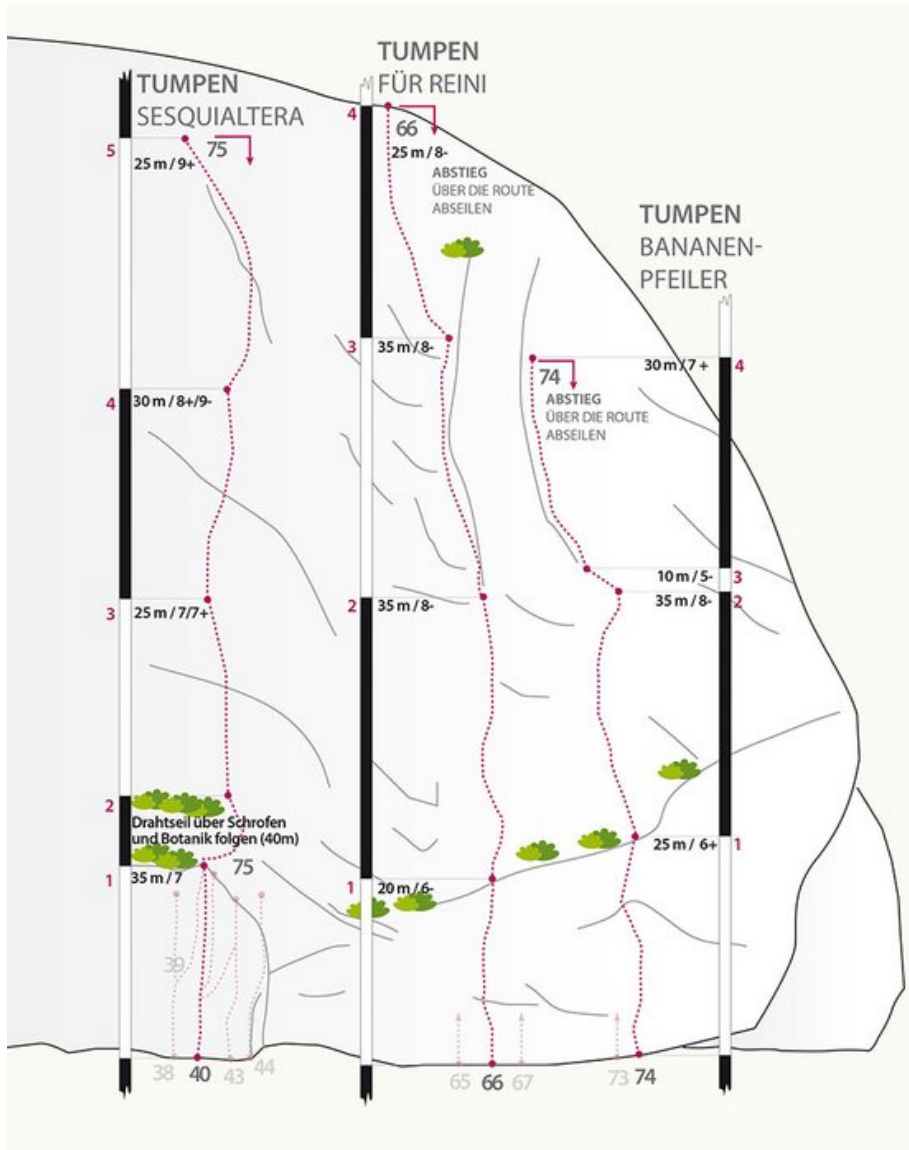 TUMPEN
SESQUIALTERA
5
75
25 m / 9+
4
30 m / 8+/9-
3
25 m / 7/7+
2
Drahtseil über Schrofen
und Botanik folgen (40m)
1
35 m / 7
75
39
38
40
43
44
TUMPEN
FÜR REINI
4
66
25 m / 8-
ABSTIEG
ÜBER DIE ROUTE
ABSEILEN
3
35 m / 8-
2
35 m / 8-
1
20 m / 6-
65
66
67
TUMPEN
BANANEN-
PFEILER
30 m / 7 +
4
74
ABSTIEG
ÜBER DIE ROUTE
ABSEILEN
10 m / 5-
3
35 m / 8-
2
25 m / 6+
1
73
74